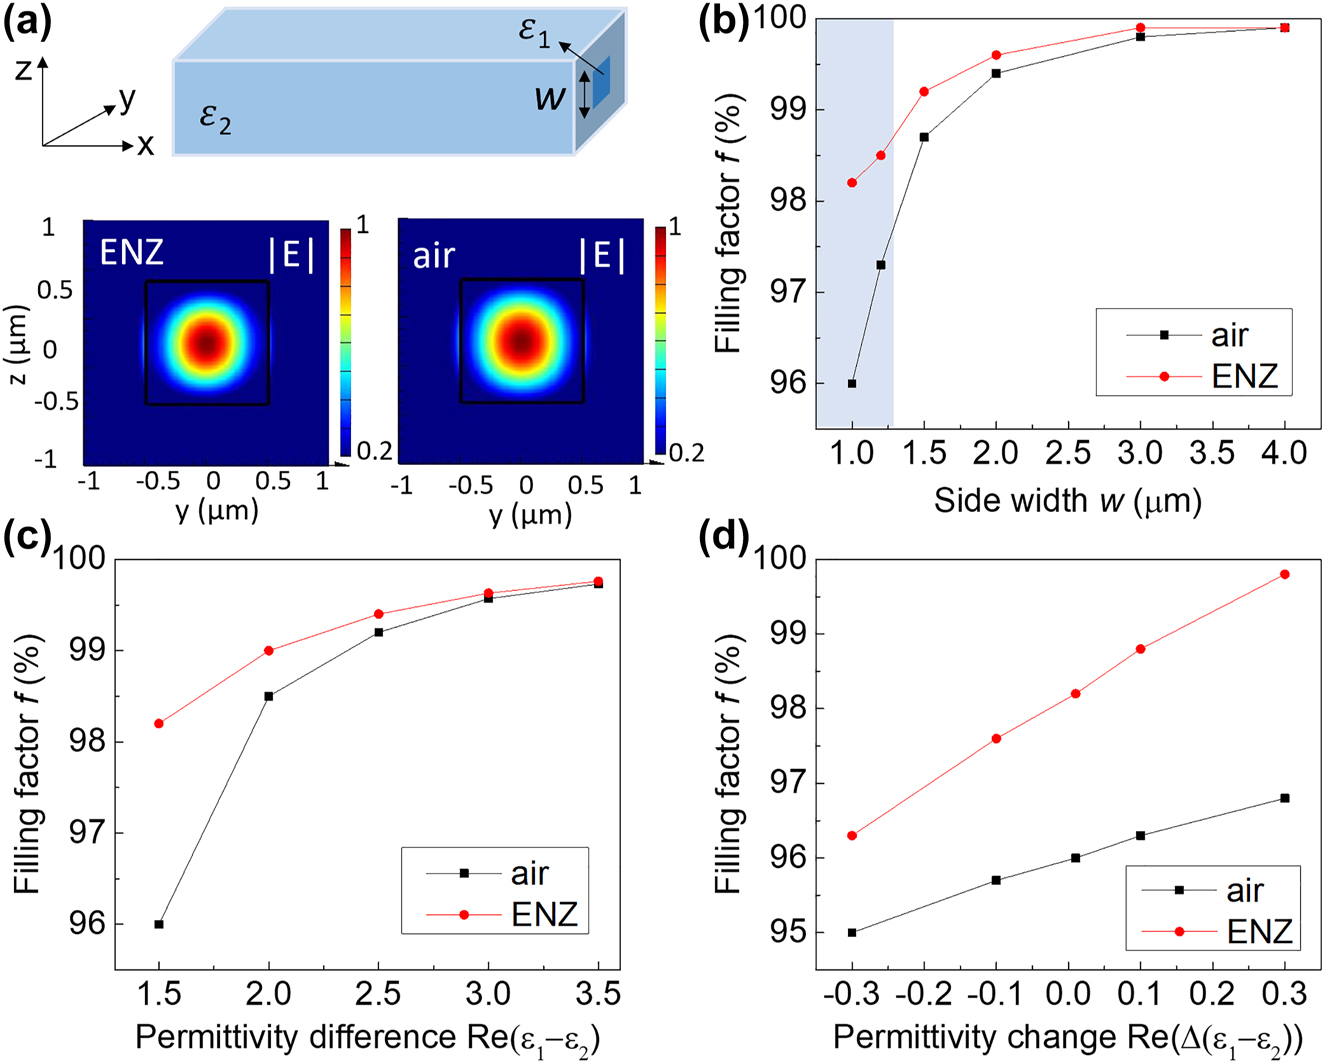 (a)
z
y
x
ε1
ε2
w
ENZ |E|
1
0.5
0
-0.5
-1
z (μm)
-1 -0.5 0 0.5 1
y (μm)
1
0.2
air |E|
-1 -0.5 0 0.5 1
y (μm)
1
0.2
(b)
100
99
98
97
96
Filling factor f (%)
air
ENZ
1.0 1.5 2.0 2.5 3.0 3.5 4.0
Side width w (μm)
(c)
100
99
98
97
96
Filling factor f (%)
air
ENZ
1.5 2.0 2.5 3.0 3.5
Permittivity difference Re(ε1−ε2)
(d)
100
99
98
97
96
95
Filling factor f (%)
air
ENZ
-0.3 -0.2 -0.1 0.0 0.1 0.2 0.3
Permittivity change Re(Δ(ε1−ε2))